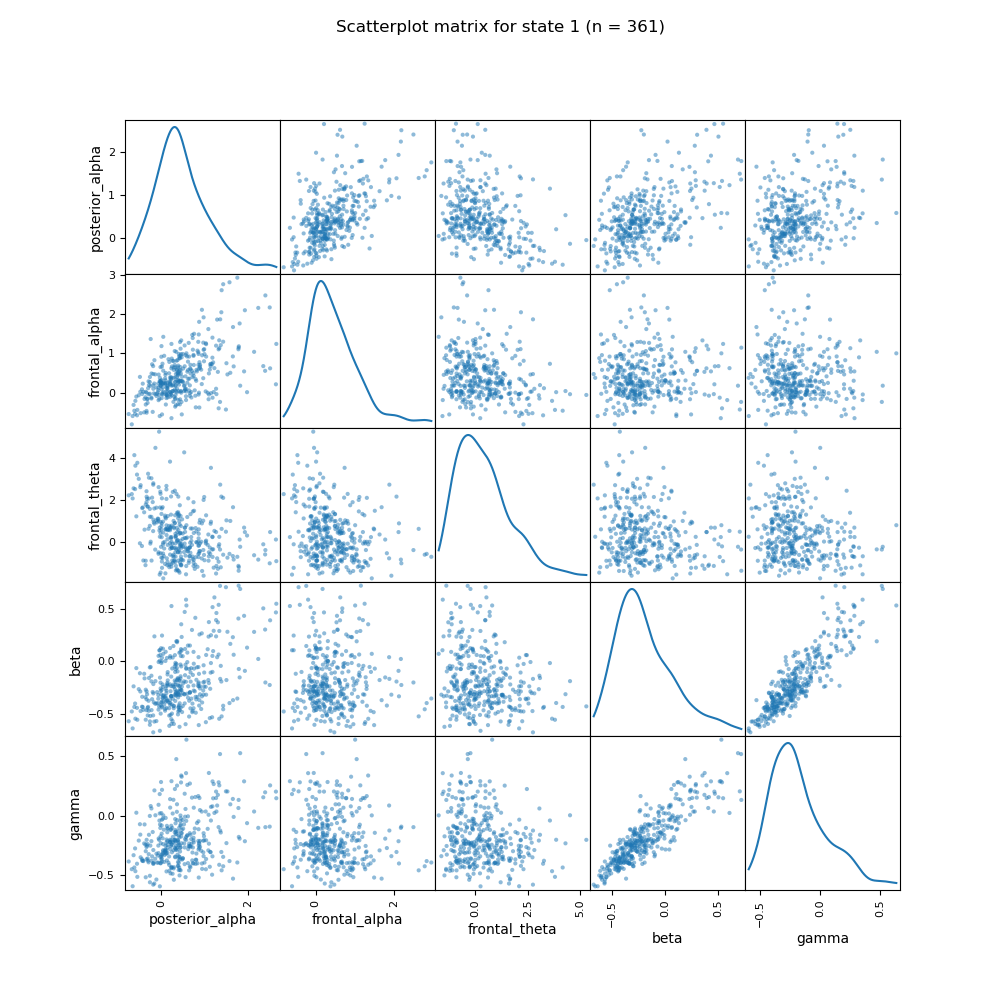 Scatterplot matrix for state 1 (n = 361)
posterior_alpha
2
1
0
frontal_alpha
3
2
1
0
frontal_theta
4
2
0
beta
0.5
0.0
−0.5
gamma
0.5
0.0
−0.5
0 2 0 2 0.0 2.5 5.0 −0.5 0.0 0.5 −0.5 0.0 0.5
posterior_alpha frontal_alpha frontal_theta beta gamma